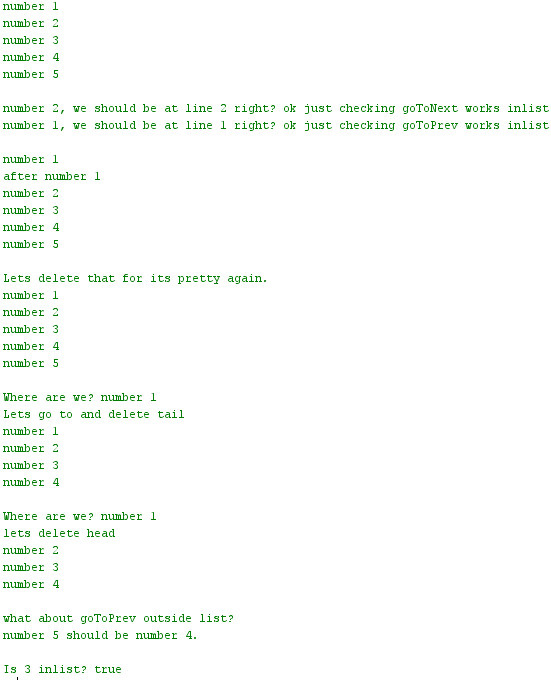 number 1
number 2
number 3
number 4
number 5
number 2, we should be at line 2 right? ok just checking goToNext works inlist
number 1, we should be at line 1 right? ok just checking goToPrev works inlist
number 1
after number 1
number 2
number 3
number 4
number 5
Lets delete that for its pretty again.
number 1
number 2
number 3
number 4
number 5
Where are we? number 1
Lets go to and delete tail
number 1
number 2
number 3
number 4
Where are we? number 1
lets delete head
number 2
number 3
number 4
what about goToPrev outside list?
number 5 should be number 4.
Is 3 inlist? true